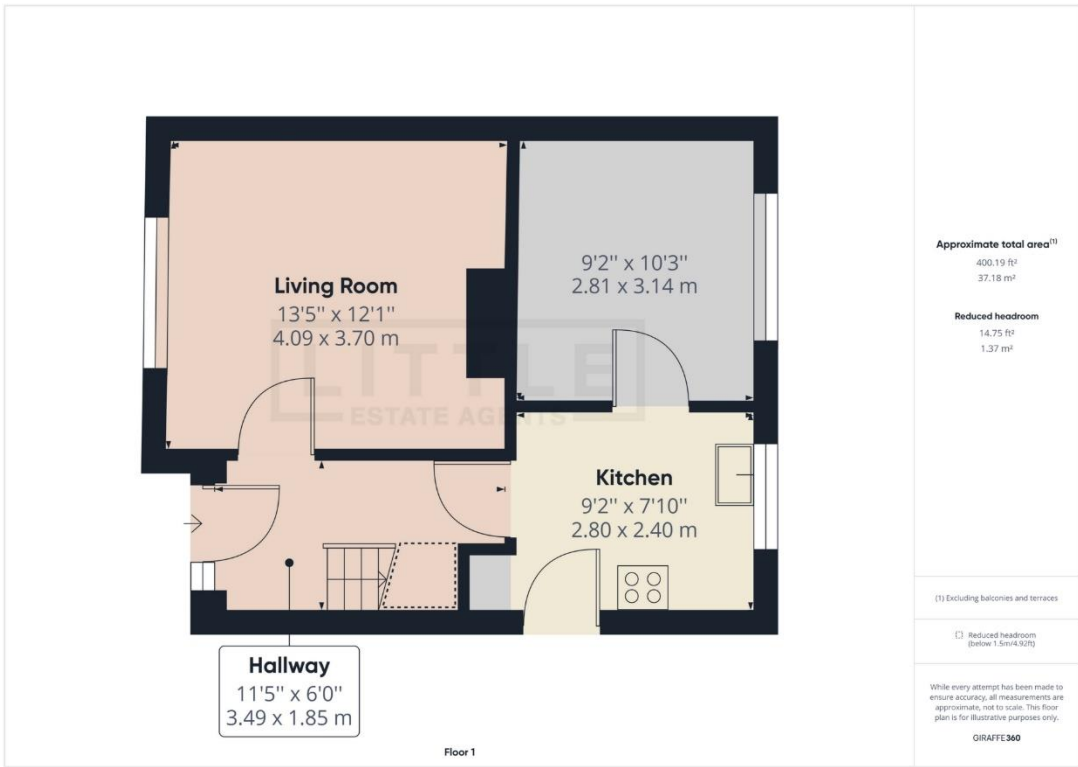 Living Room
13'5" x 12'1"
4.09 x 3.70 m
9'2" x 10'3"
2.81 x 3.14 m
LITTLE
ESTATE AGENTS
Kitchen
9'2" x 7'10"
2.80 x 2.40 m
Hallway
11'5" x 6'0"
3.49 x 1.85 m
Floor 1
Approximate total area(1)
400.19 ft²
37.18 m²
Reduced headroom
14.75 ft²
1.37 m²
(1) Excluding balconies and terraces
Reduced headroom
(below 1.5m/4.92ft)
While every attempt has been made to
ensure accuracy, all measurements are
approximate, not to scale. This floor
plan is for illustrative purposes only.
GIRAFFE360